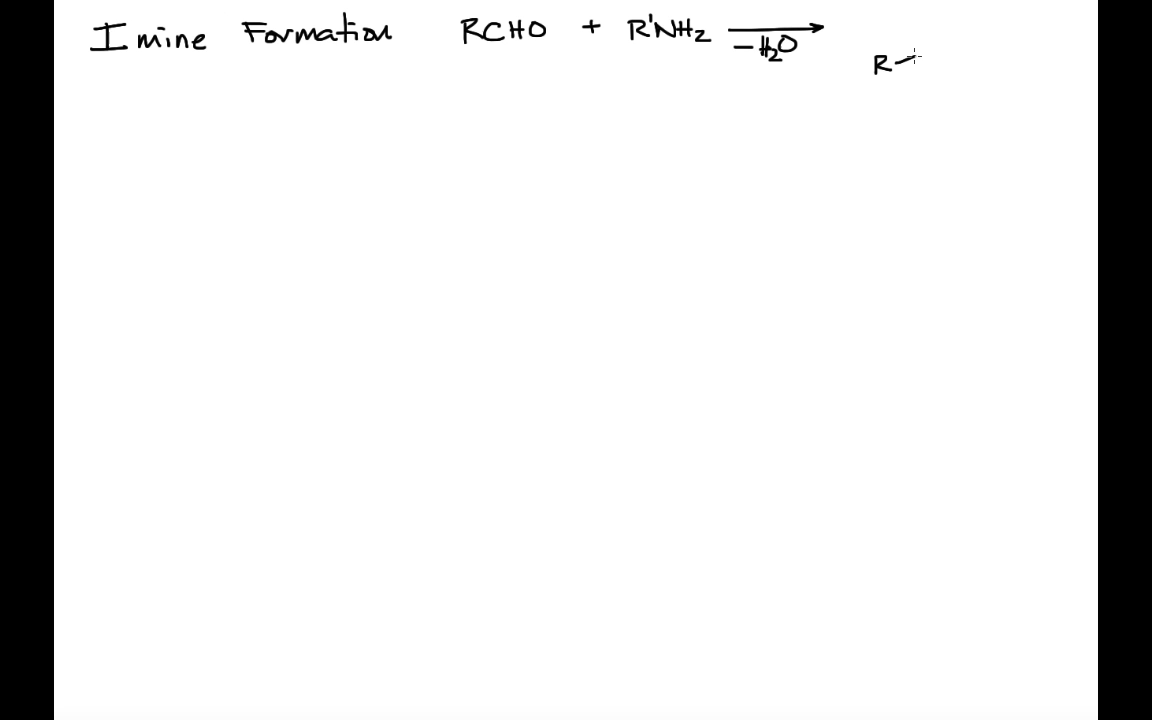 Imine Formation RCHO + R'NH₂ →
-H₂O
R